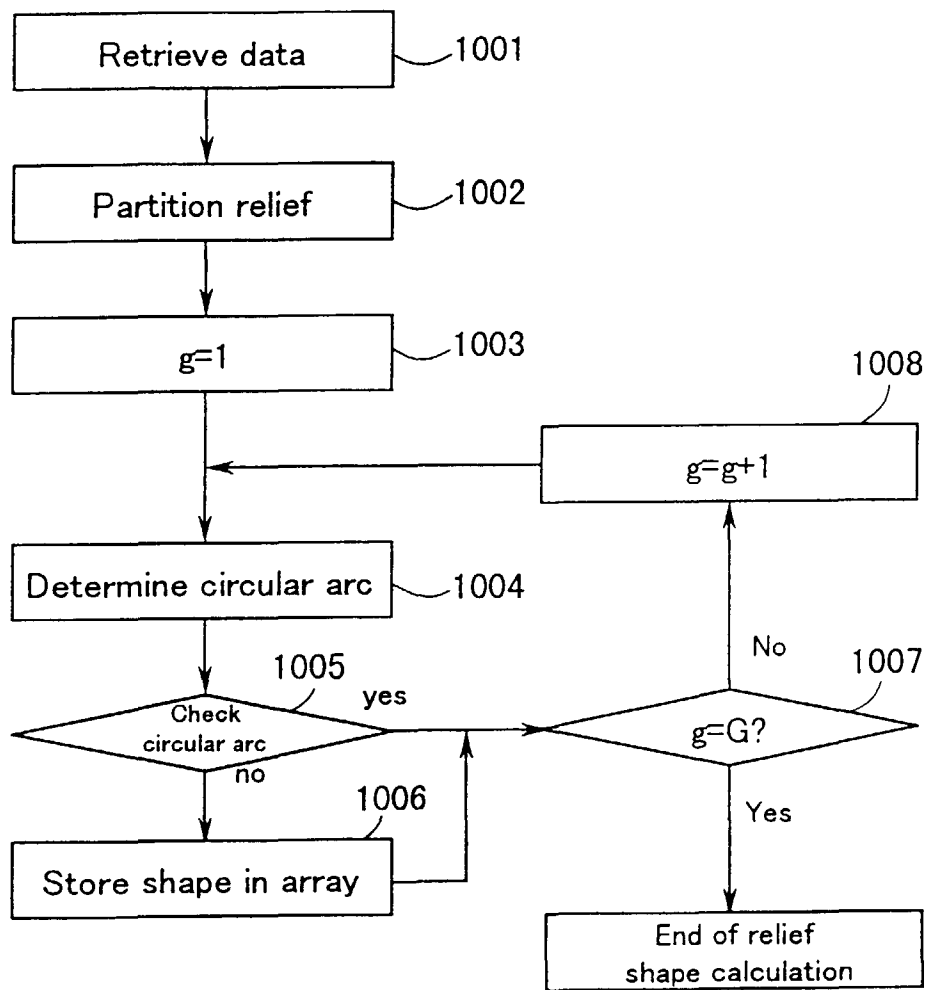 Retrieve data
1001
Partition relief
1002
g=1
1003
1008
g=g+1
Determine circular arc
1004
1005
yes
Check
circular arc
no
No
1007
g=G?
1006
Store shape in array
Yes
End of relief
shape calculation